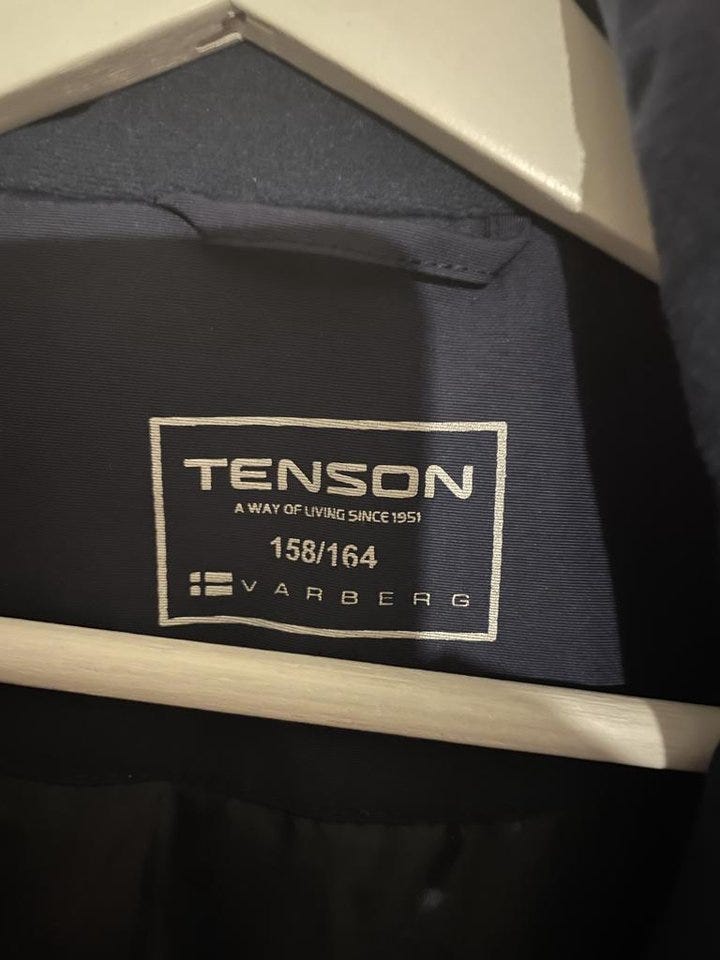 TENSON
A WAY OF LIVING SINCE 1951
158/164
VARBERG